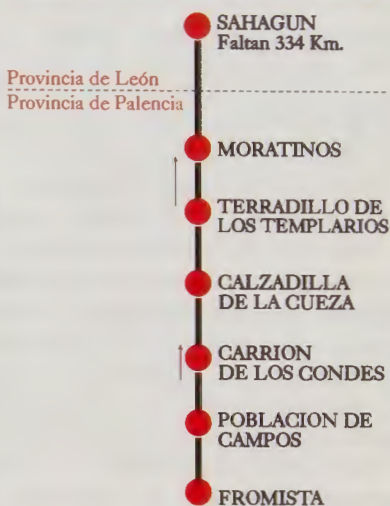 SAHAGUN
Faltan 334 Km.
Provincia de León
Provincia de Palencia
MORATINOS
TERRADILLO DE
LOS TEMPLARIOS
CALZADILLA
DE LA CUEZA
CARRION
DE LOS CONDES
POBLACION DE
CAMPOS
FROMISTA